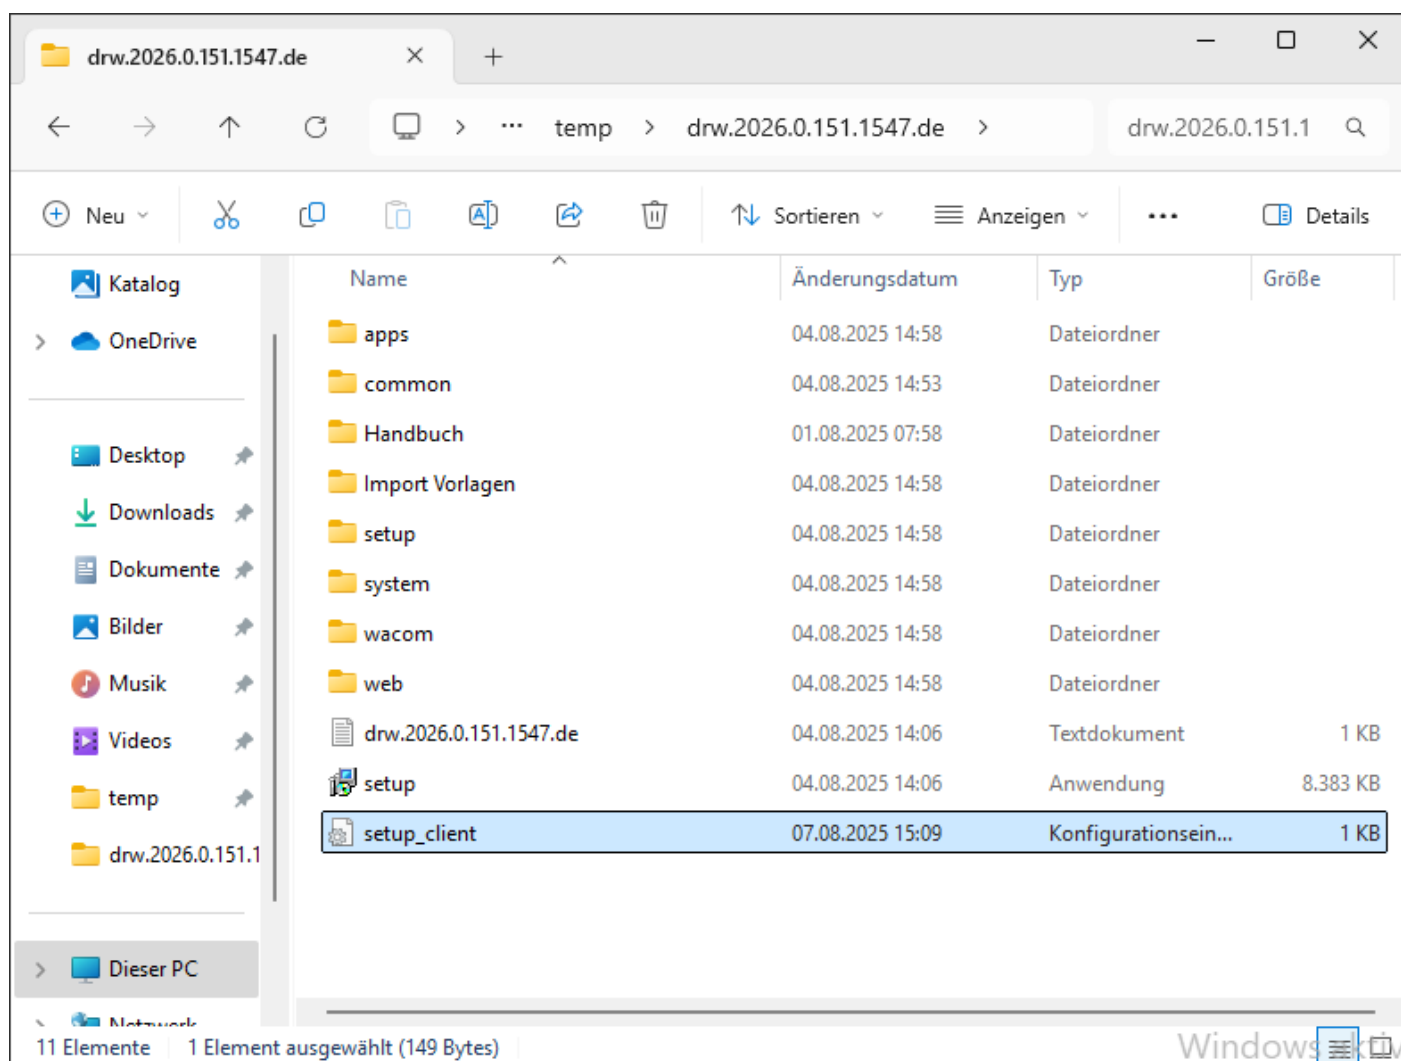 drw.2026.0.151.1547.de
temp > drw.2026.0.151.1547.de >
drw.2026.0.151.1
Neu
Sortieren
Anzeigen
Details
Katalog
OneDrive
Desktop
Downloads
Dokumente
Bilder
Musik
Videos
temp
drw.2026.0.151.1
Dieser PC
Netzwerk
Name Änderungsdatum Typ Größe
apps 04.08.2025 14:58 Dateiordner
common 04.08.2025 14:53 Dateiordner
Handbuch 01.08.2025 07:58 Dateiordner
Import Vorlagen 04.08.2025 14:58 Dateiordner
setup 04.08.2025 14:58 Dateiordner
system 04.08.2025 14:58 Dateiordner
wacom 04.08.2025 14:58 Dateiordner
web 04.08.2025 14:58 Dateiordner
drw.2026.0.151.1547.de 04.08.2025 14:06 Textdokument 1 KB
setup 04.08.2025 14:06 Anwendung 8.383 KB
setup_client 07.08.2025 15:09 Konfigurationsein... 1 KB
11 Elemente 1 Element ausgewählt (149 Bytes)
Windows aktiv